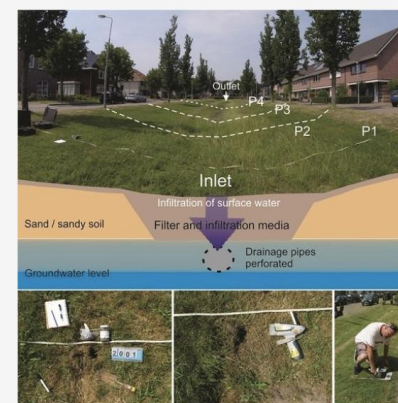 Outlet
P4
P3
P2
P1
Inlet
Infiltration of surface water
Sand / sandy soil
Filter and infiltration media
Drainage pipes
perforated
Groundwater level
2001